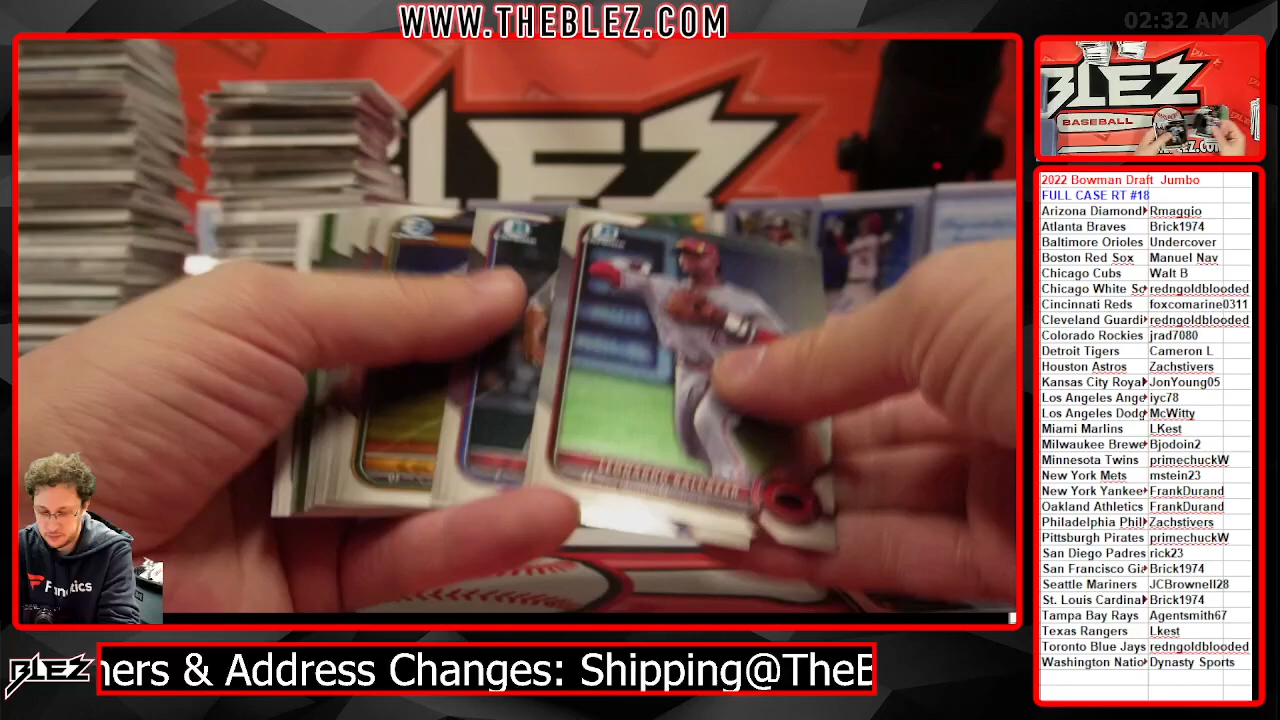 WWW.THEBLEZ.COM
02:32 AM
BLEZ
BASEBALL
2022 Bowman Draft Jumbo
FULL CASE RT #18
Arizona Diamond Rmaggio
Atlanta Braves Brick1974
Baltimore Orioles Undercover
Boston Red Sox Manuel Nav
Chicago Cubs Walt B
Chicago White So redngoldblooded
Cincinnati Reds foxcomarine0311
Cleveland Guardi redngoldblooded
Colorado Rockies jrad7080
Detroit Tigers Cameron L
Houston Astros Zachstivers
Kansas City Roya JonYoung05
Los Angeles Ange iyc78
Los Angeles Dodg McWitty
Miami Marlins LKest
Milwaukee Brewe Bjodoin2
Minnesota Twins primechuckW
New York Mets mstein23
New York Yankee FrankDurand
Oakland Athletics FrankDurand
Philadelphia Phil Zachstivers
Pittsburgh Pirates primechuckW
San Diego Padres rick23
San Francisco Gi Brick1974
Seattle Mariners JCBrownell28
St. Louis Cardina Brick1974
Tampa Bay Rays Agentsmith67
Texas Rangers Lkest
Toronto Blue Jays redngoldblooded
Washington Natio Dynasty Sports
BLEZ
Fanatics
BLEZ
ners & Address Changes: Shipping@TheB